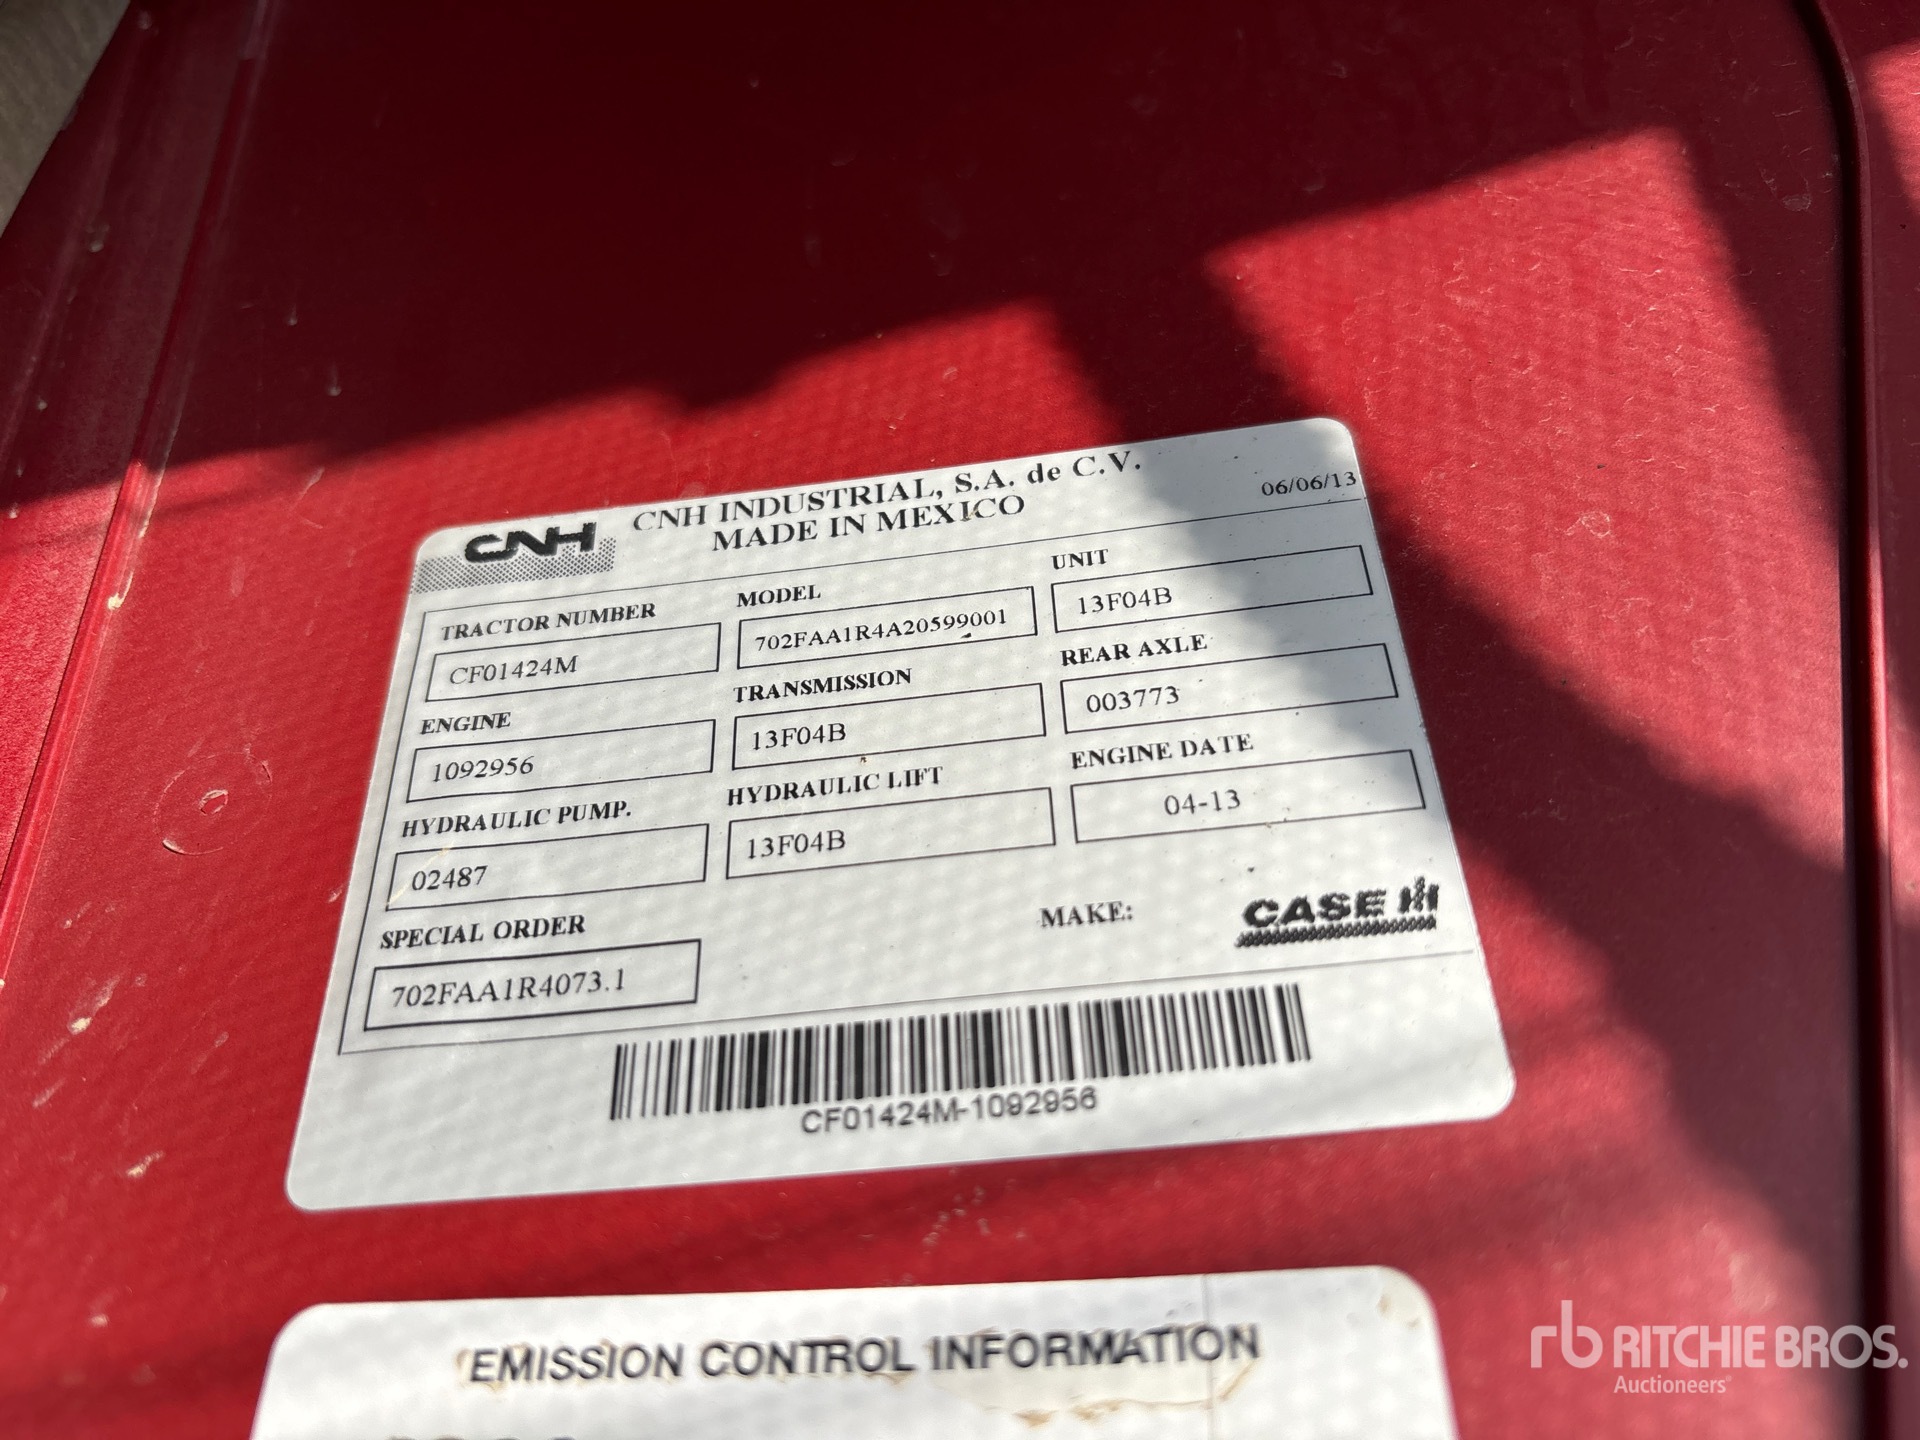 CNH
CNH INDUSTRIAL, S.A. de C.V.
MADE IN MEXICO
06/06/13
TRACTOR NUMBER
CF01424M
MODEL
702FAA1R4A20599001
UNIT
13F04B
ENGINE
1092956
TRANSMISSION
13F04B
REAR AXLE
003773
HYDRAULIC PUMP.
02487
HYDRAULIC LIFT
13F04B
ENGINE DATE
04-13
SPECIAL ORDER
702FAA1R4073.1
MAKE:
CASE IH
CF01424M-1092956
EMISSION CONTROL INFORMATION
rb RITCHIE BROS.
Auctioneers